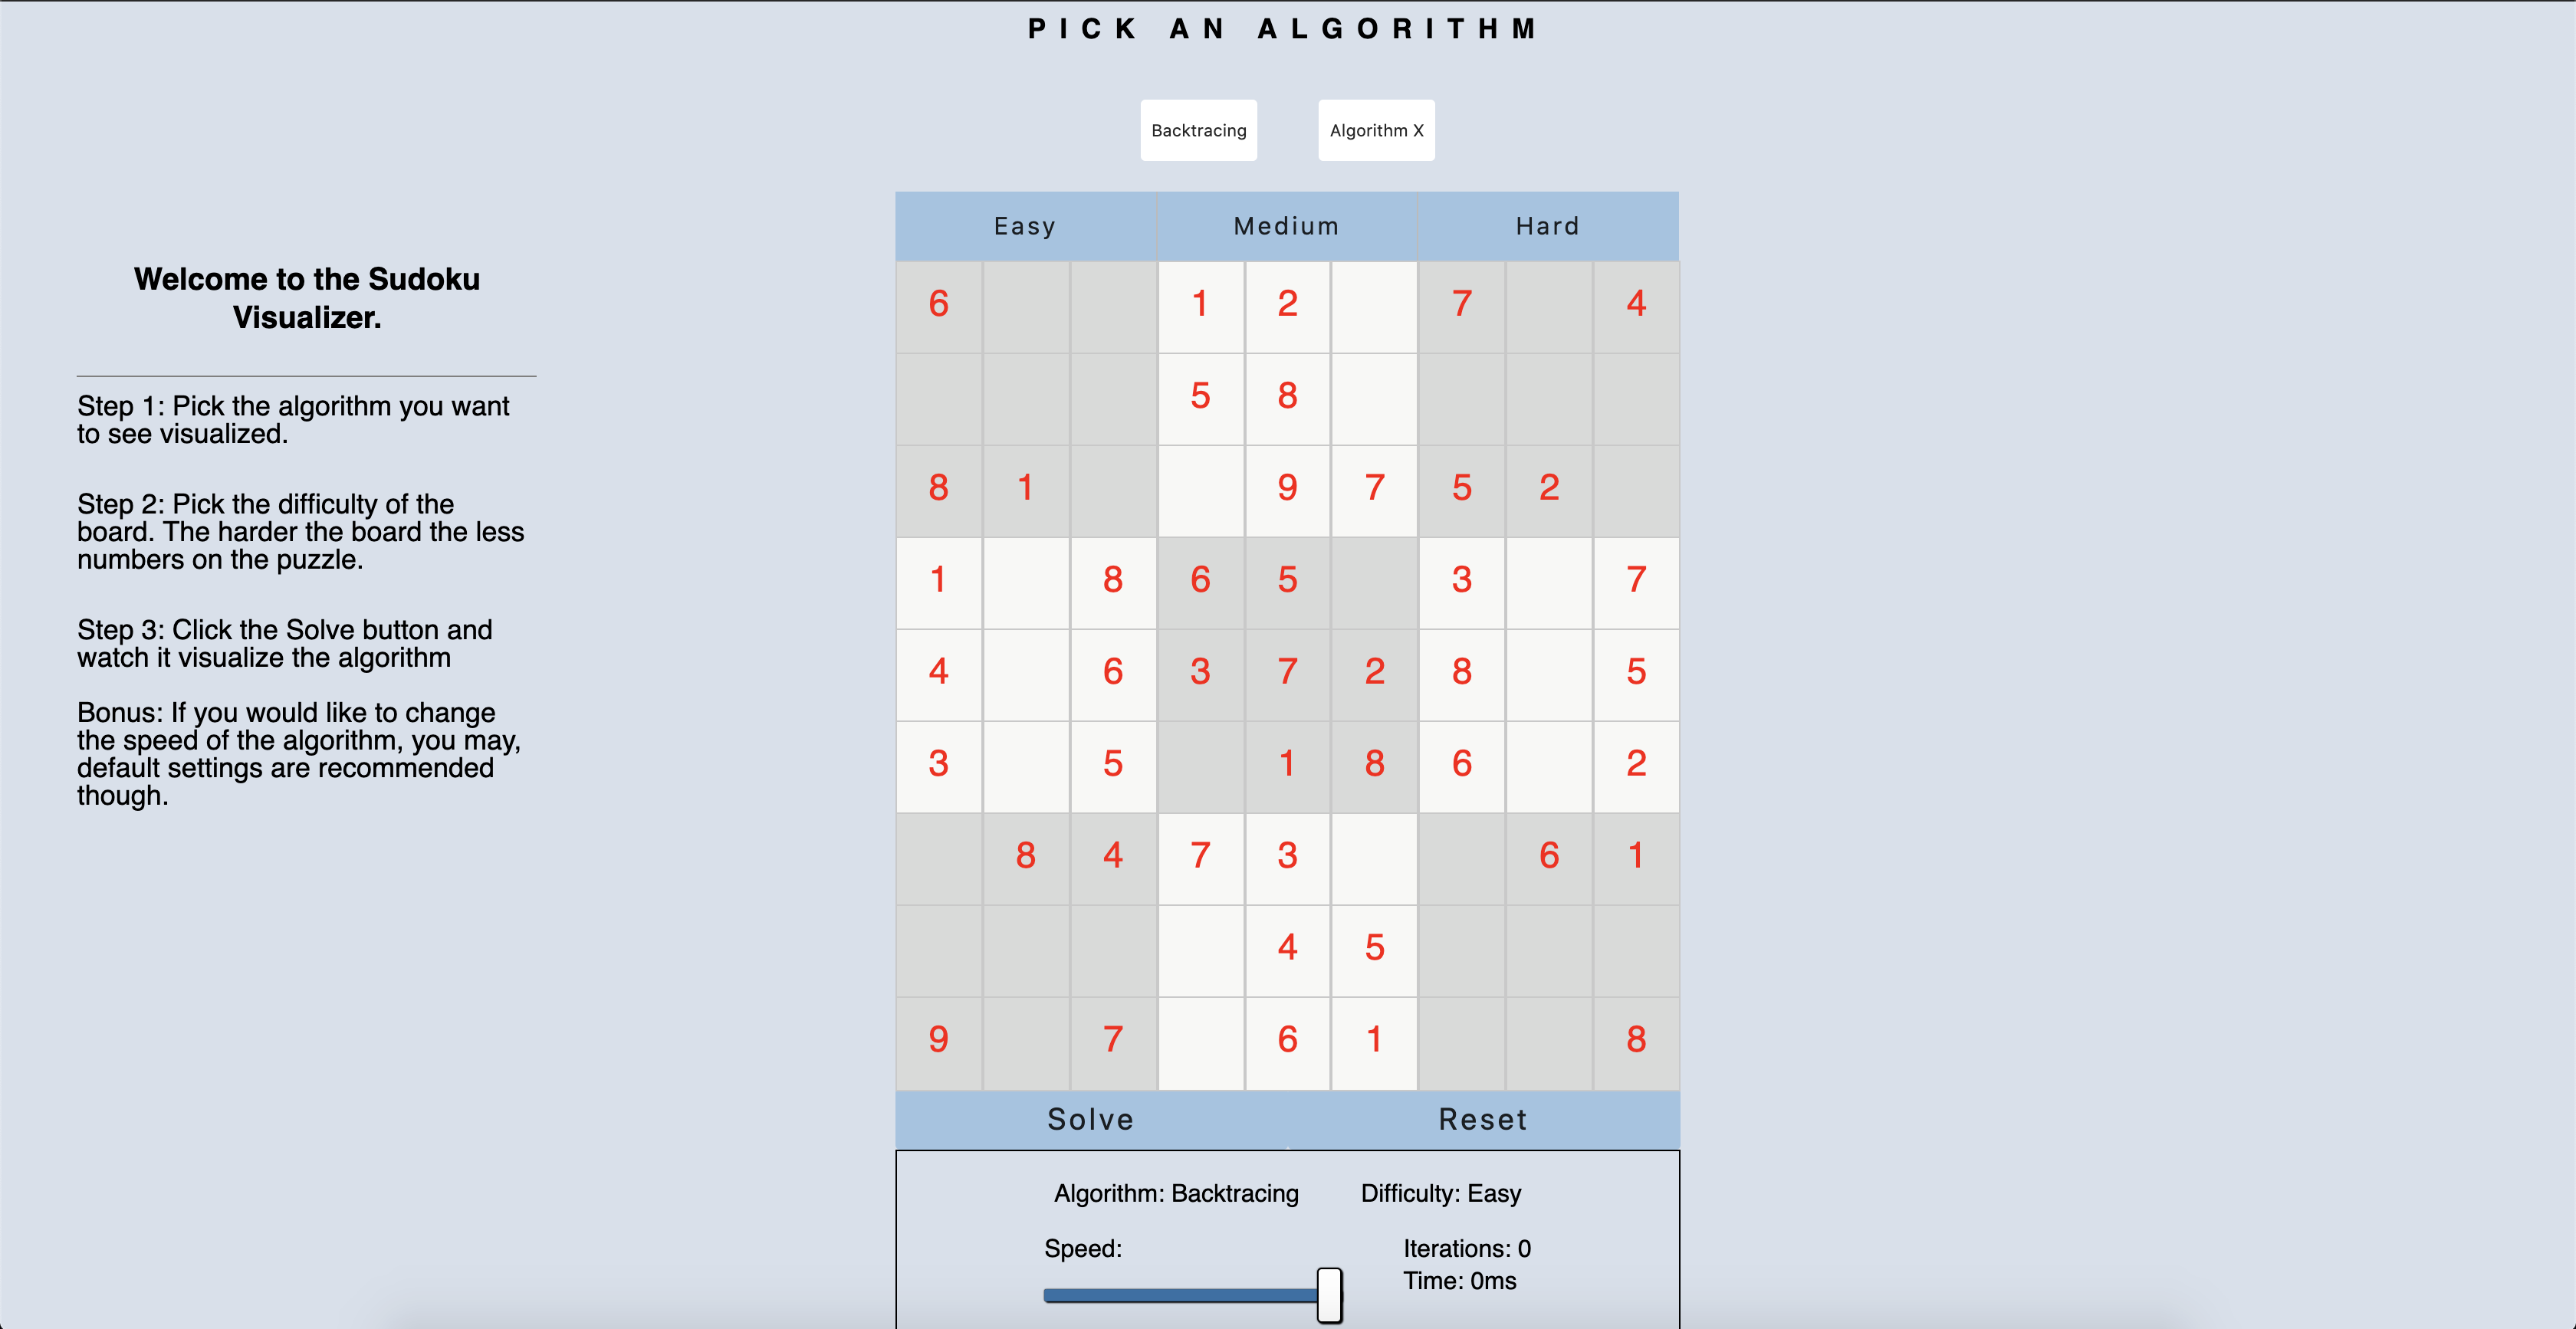 PICK AN ALGORITHM
Backtracing Algorithm X
Easy Medium Hard
Welcome to the Sudoku
Visualizer.
Step 1: Pick the algorithm you want
to see visualized.
Step 2: Pick the difficulty of the
board. The harder the board the less
numbers on the puzzle.
Step 3: Click the Solve button and
watch it visualize the algorithm
Bonus: If you would like to change
the speed of the algorithm, you may,
default settings are recommended
though.
6 1 2 7 4
5 8
8 1 9 7 5 2
1 8 6 5 3 7
4 6 3 7 2 8 5
3 5 1 8 6 2
8 4 7 3 6 1
4 5
9 7 6 1 8
Solve Reset
Algorithm: Backtracing Difficulty: Easy
Speed: Iterations: 0
Time: 0ms